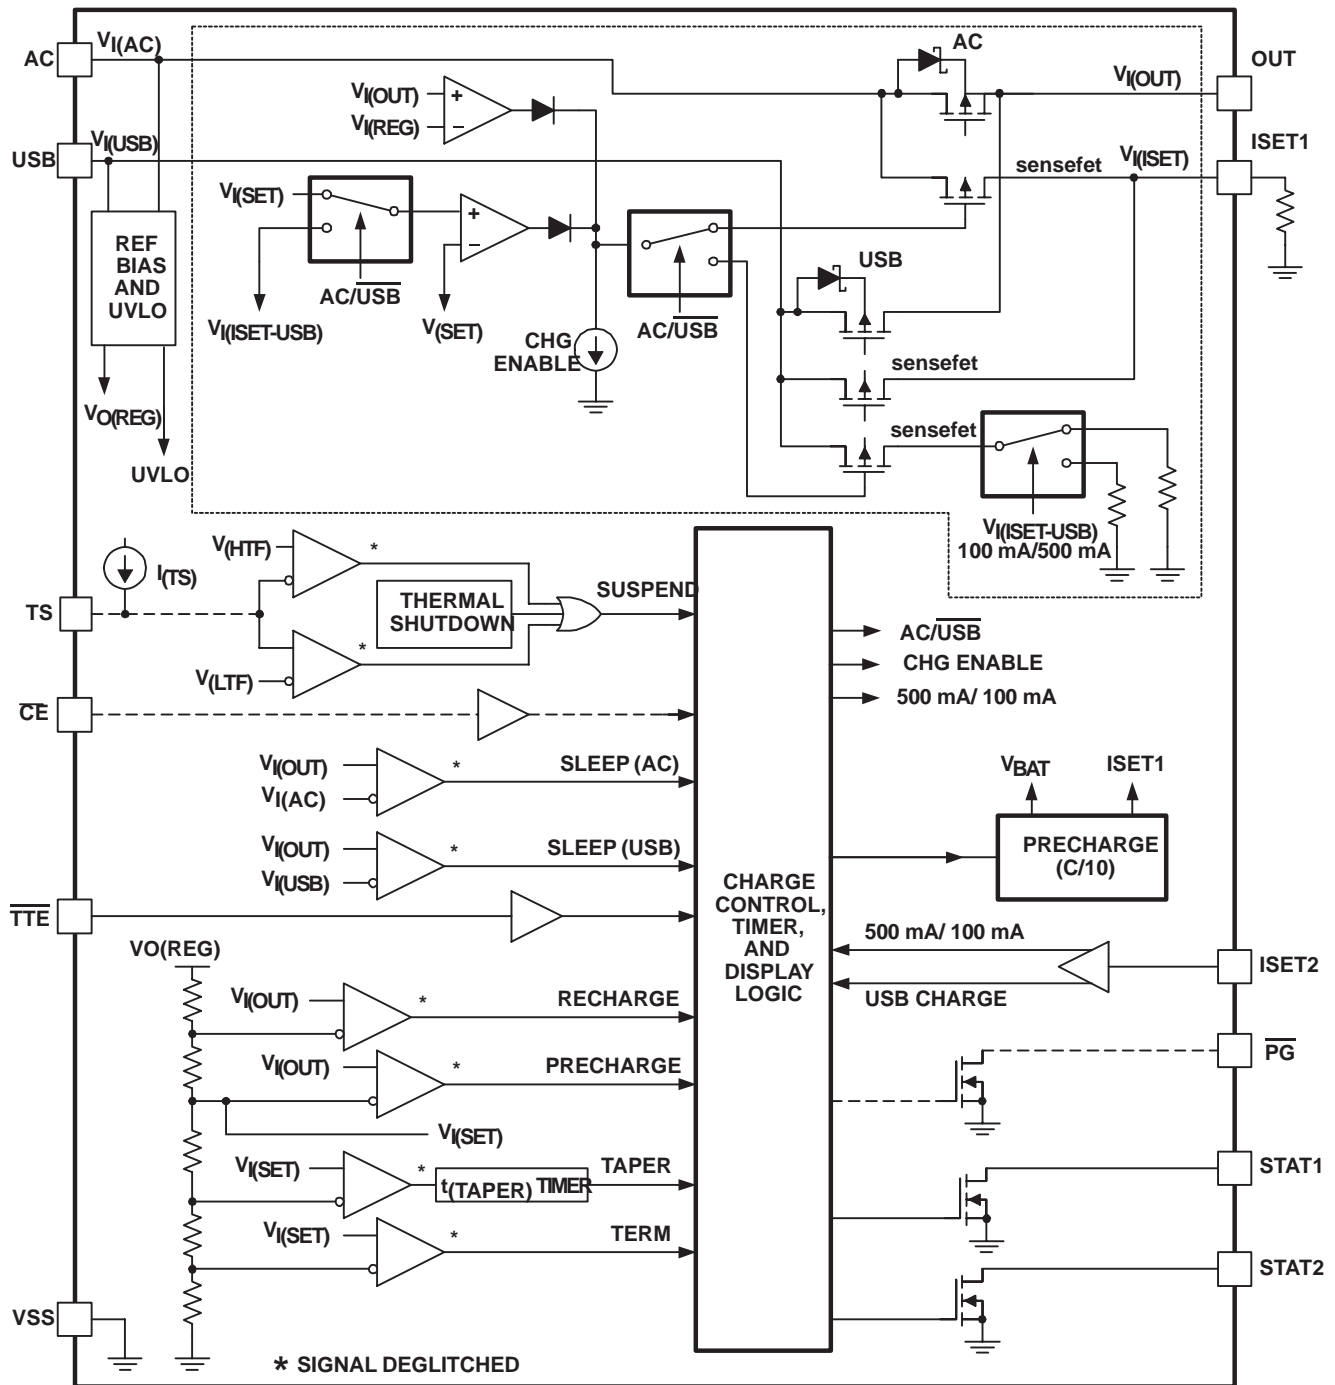 AC
VI(AC)
AC
OUT
VI(OUT)
VI(OUT)
+
VI(REG)
−
USB
VI(USB)
ISET1
VI(ISET)
sensefet
VI(SET)
+
−
REF
BIAS
AND
UVLO
AC/USB
VI(ISET-USB)
V(SET)
CHG
ENABLE
AC/USB
USB
sensefet
VO(REG)
UVLO
sensefet
VI(ISET-USB)
100 mA/500 mA
V(HTF)
*
I(TS)
TS
THERMAL
SHUTDOWN
SUSPEND
*
V(LTF)
AC/USB
CHG ENABLE
500 mA/ 100 mA
CE
VI(OUT)
*
SLEEP (AC)
VI(AC)
VBAT
ISET1
VI(OUT)
*
SLEEP (USB)
VI(USB)
PRECHARGE
(C/10)
TTE
CHARGE
CONTROL,
TIMER,
AND
DISPLAY
LOGIC
500 mA/ 100 mA
ISET2
USB CHARGE
VO(REG)
VI(OUT)
*
RECHARGE
VI(OUT)
*
PRECHARGE
PG
VI(SET)
VI(SET)
*
t(TAPER) TIMER
TAPER
STAT1
VI(SET)
*
TERM
STAT2
VSS
* SIGNAL DEGLITCHED